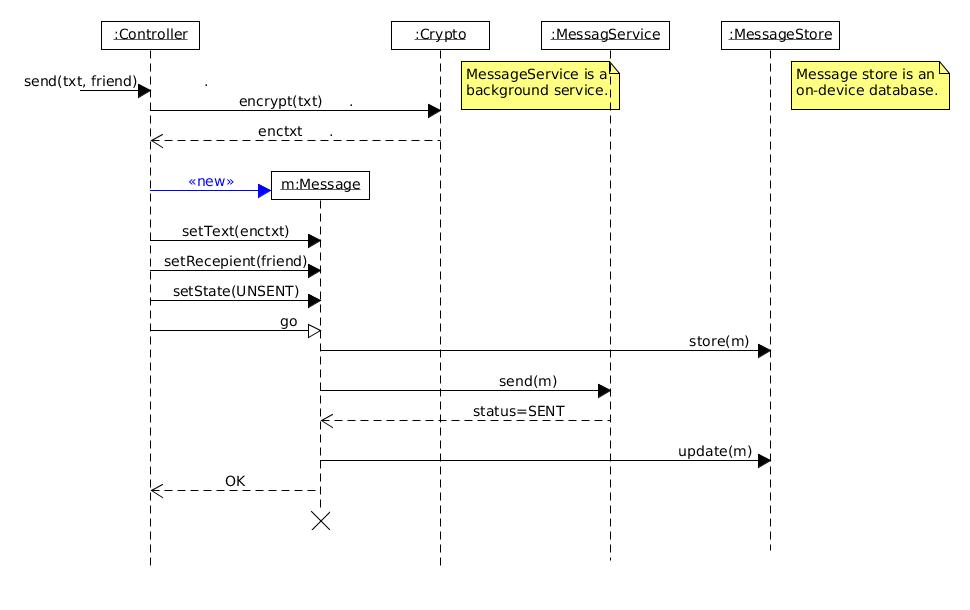 :Controller
:Crypto
:MessagService
:MessageStore
MessageService is a
background service.
Message store is an
on-device database.
send(txt, friend) .
encrypt(txt) .
enctxt .
«new»
m:Message
setText(enctxt)
setRecepient(friend)
setState(UNSENT)
go
store(m)
send(m)
status=SENT
update(m)
OK